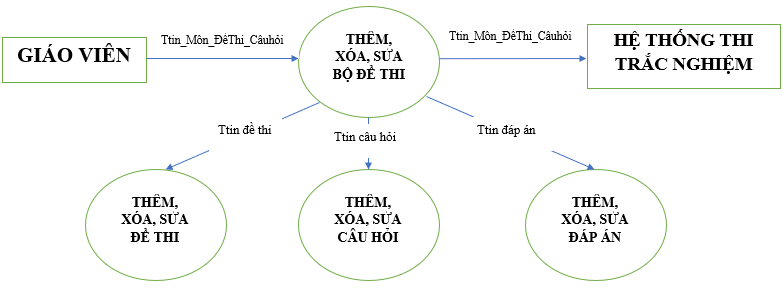 Ttin_Môn_ĐềThi_Câuhỏi
GIÁO VIÊN
THÊM,
XÓA, SỬA
BỘ ĐỀ THI
Ttin_Môn_ĐềThi_Câuhỏi
HỆ THỐNG THI
TRẮC NGHIỆM
Ttin đề thi
Ttin câu hỏi
Ttin đáp án
THÊM,
XÓA, SỬA
ĐỀ THI
THÊM,
XÓA, SỬA
CÂU HỎI
THÊM,
XÓA, SỬA
ĐÁP ÁN